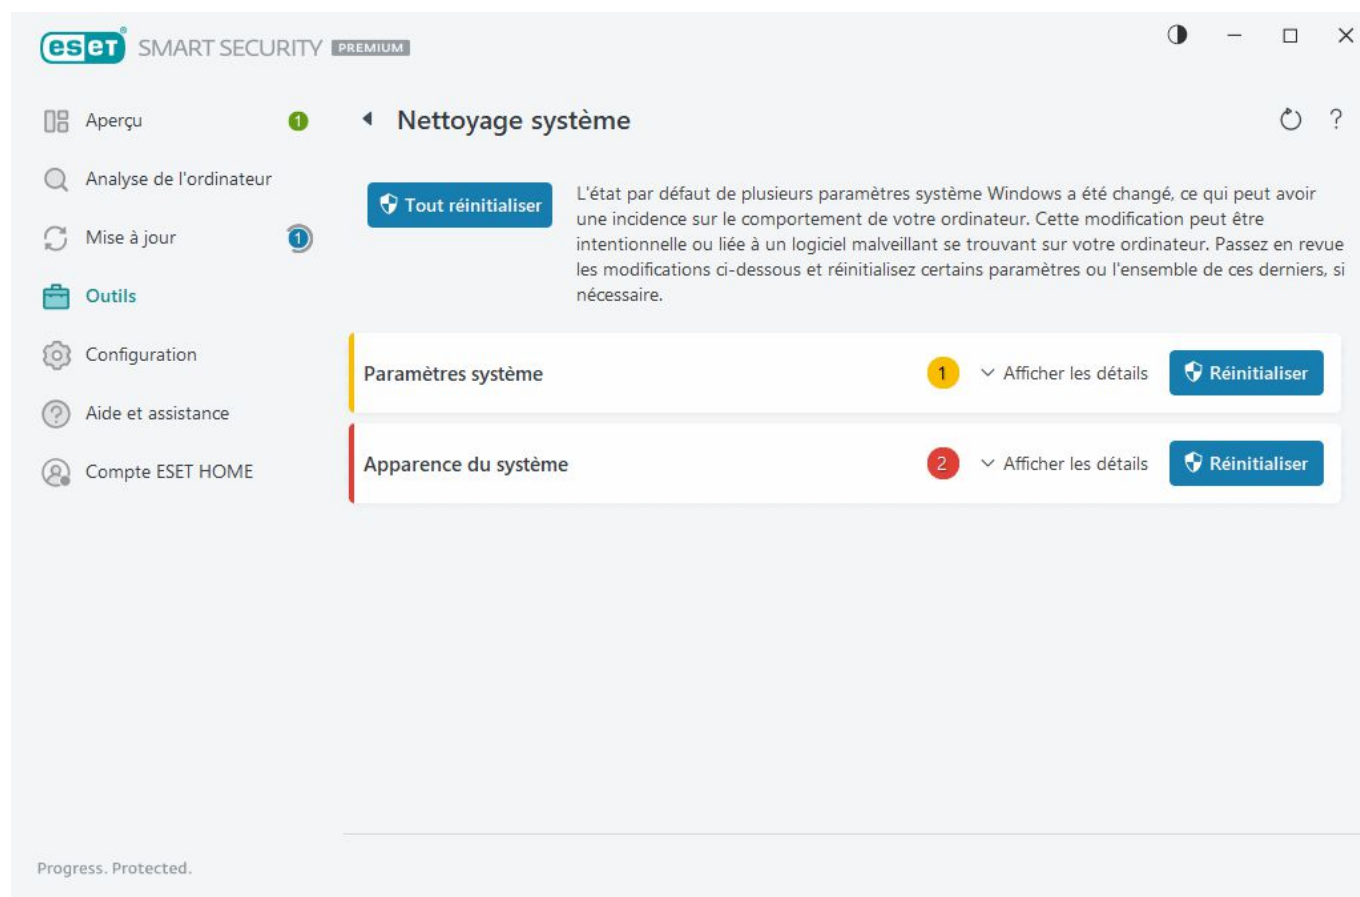 eset® SMART SECURITY PREMIUM
Aperçu 1
Analyse de l'ordinateur
Mise à jour 1
Outils
Configuration
Aide et assistance
Compte ESET HOME
Nettoyage système ?
Tout réinitialiser
L'état par défaut de plusieurs paramètres système Windows a été changé, ce qui peut avoir
une incidence sur le comportement de votre ordinateur. Cette modification peut être
intentionnelle ou liée à un logiciel malveillant se trouvant sur votre ordinateur. Passez en revue
les modifications ci-dessous et réinitialisez certains paramètres ou l'ensemble de ces derniers, si
nécessaire.
Paramètres système 1 Afficher les détails Réinitialiser
Apparence du système 2 Afficher les détails Réinitialiser
Progress. Protected.